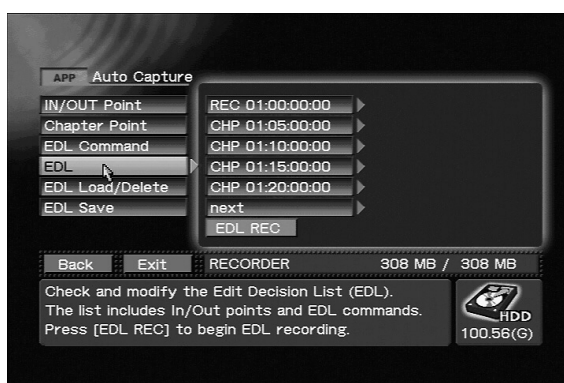 APP Auto Capture
IN/OUT Point
Chapter Point
EDL Command
EDL
EDL Load/Delete
EDL Save
REC 01:00:00:00
CHP 01:05:00:00
CHP 01:10:00:00
CHP 01:15:00:00
CHP 01:20:00:00
next
EDL REC
Back Exit RECORDER 308 MB / 308 MB
Check and modify the Edit Decision List (EDL).
The list includes In/Out points and EDL commands.
Press [EDL REC] to begin EDL recording.
HDD
100.56(G)